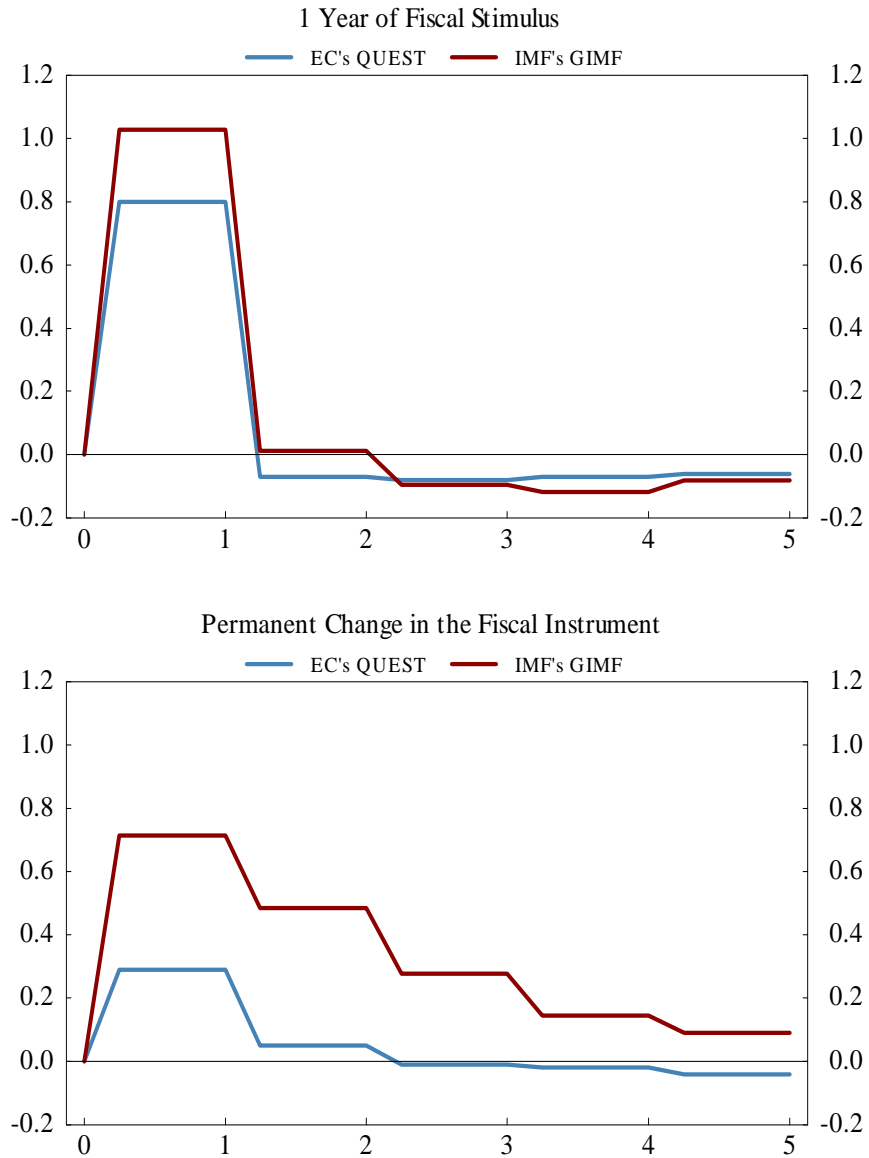 1 Year of Fiscal Stimulus
EC's QUEST IMF's GIMF
1.2 1.2
1.0 1.0
0.8 0.8
0.6 0.6
0.4 0.4
0.2 0.2
0.0 0.0
-0.2 -0.2
0 1 2 3 4 5
Permanent Change in the Fiscal Instrument
EC's QUEST IMF's GIMF
1.2 1.2
1.0 1.0
0.8 0.8
0.6 0.6
0.4 0.4
0.2 0.2
0.0 0.0
-0.2 -0.2
0 1 2 3 4 5